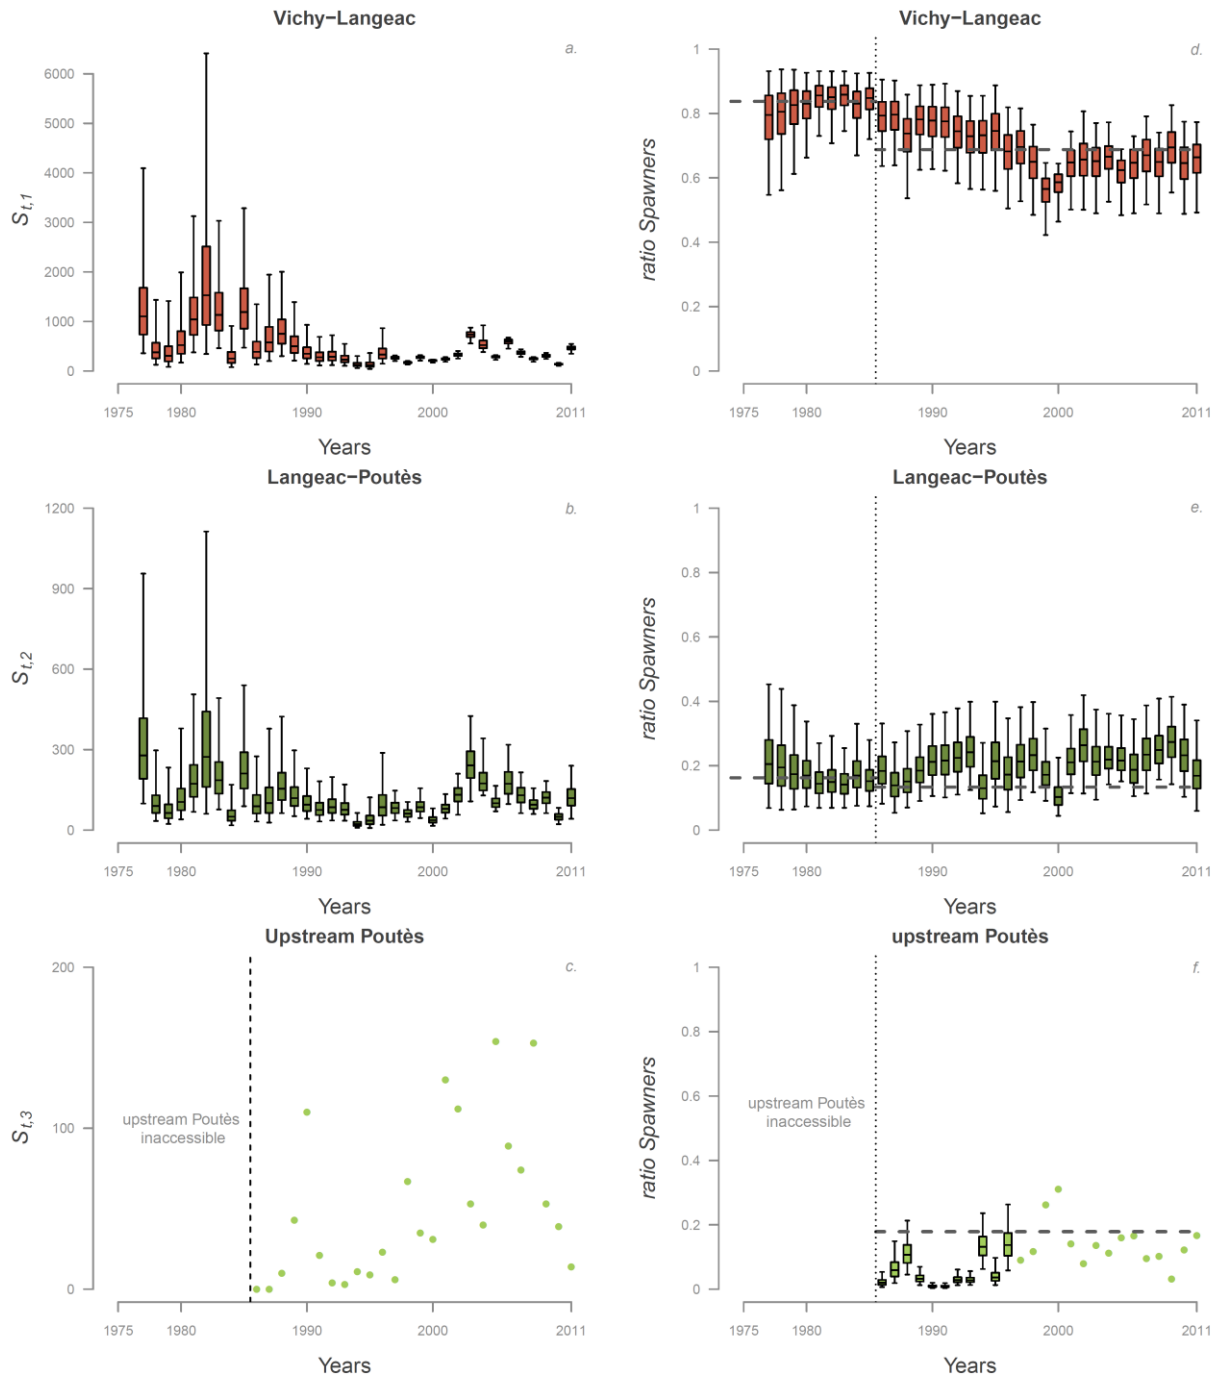 Vichy−Langeac
a.
6000
5000
4000
3000
2000
1000
0
St,1
1975
1980
1990
2000
2011
Years
Vichy−Langeac
d.
1
0.8
0.6
0.4
0.2
0
ratio Spawners
1975
1980
1990
2000
2011
Years
Langeac−Poutès
b.
1200
900
600
300
0
St,2
1975
1980
1990
2000
2011
Years
Langeac−Poutès
e.
1
0.8
0.6
0.4
0.2
0
ratio Spawners
1975
1980
1990
2000
2011
Years
Upstream Poutès
c.
200
100
0
St,3
upstream Poutès
inaccessible
1975
1980
1990
2000
2011
Years
upstream Poutès
f.
1
0.8
0.6
0.4
0.2
0
ratio Spawners
upstream Poutès
inaccessible
1975
1980
1990
2000
2011
Years